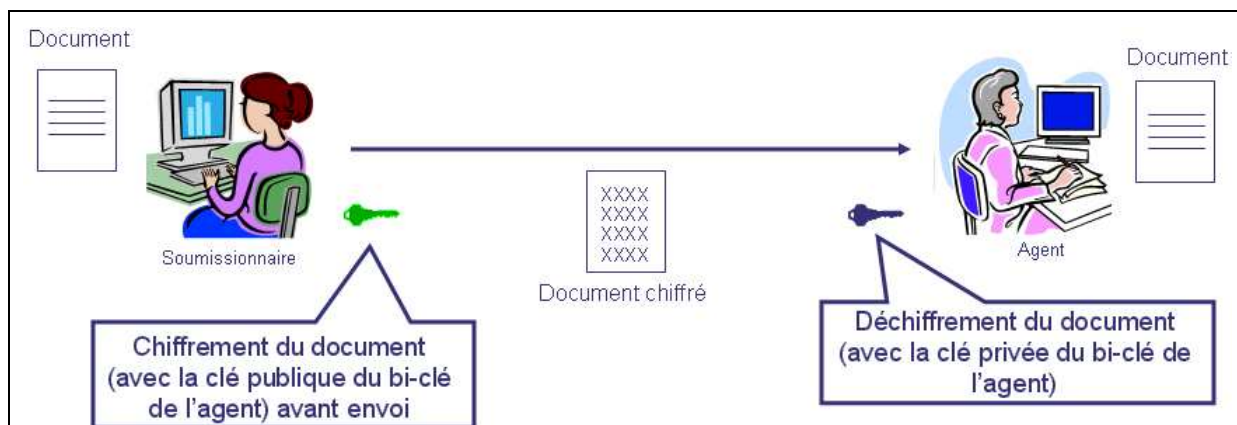 Document
Document
XXXX
XXXX
XXXX
XXXX
Soumissionnaire
Agent
Document chiffré
Chiffrement du document
(avec la clé publique du bi-clé
de l'agent) avant envoi
Déchiffrement du document
(avec la clé privée du bi-clé de
l'agent)